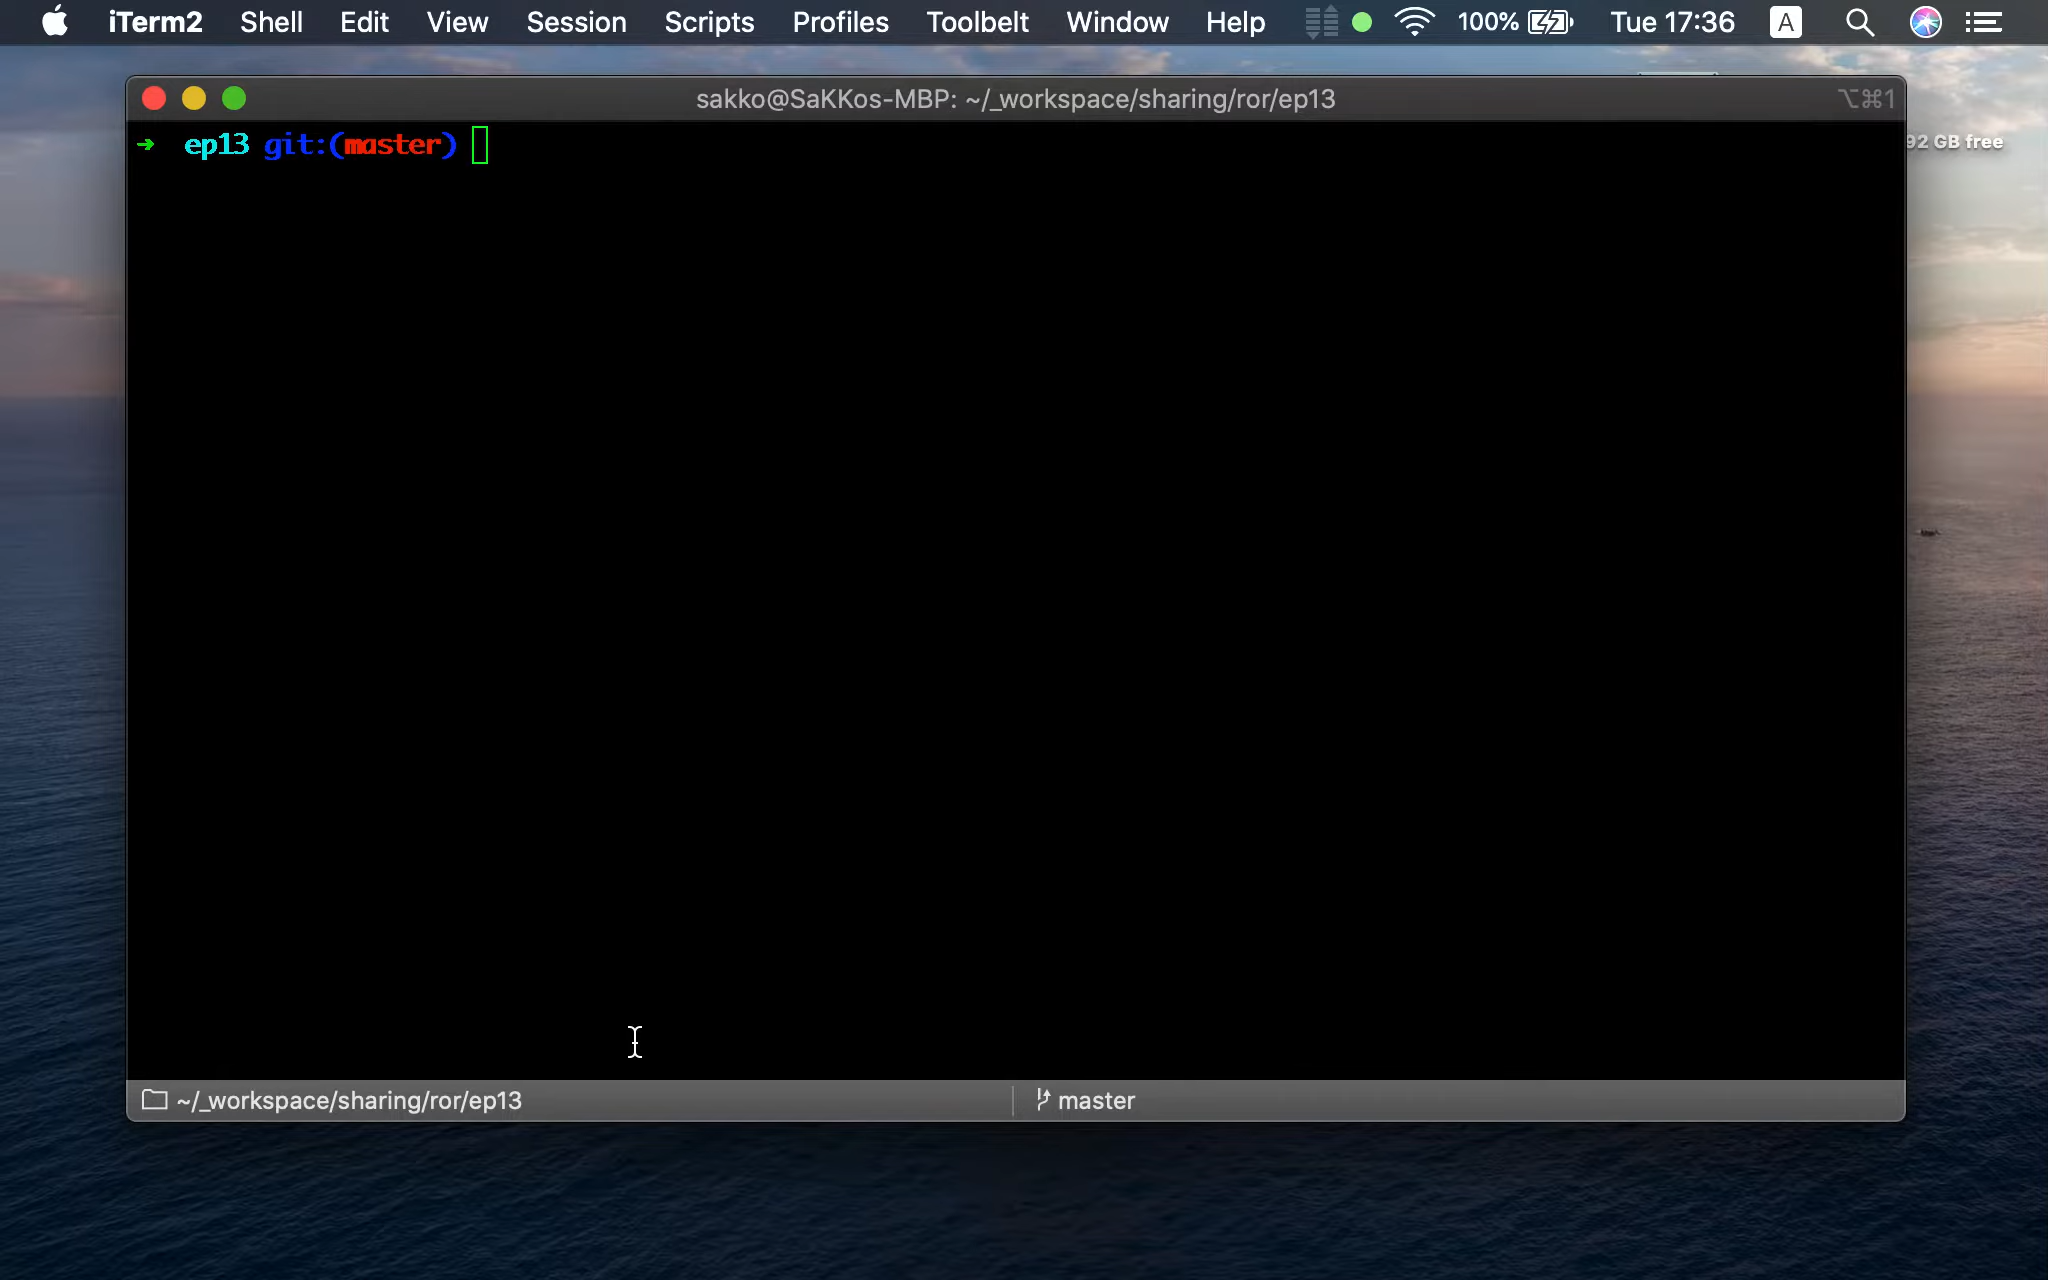 iTerm2 Shell Edit View Session Scripts Profiles Toolbelt Window Help 100% Tue 17:36 A
sakko@SaKKos-MBP: ~/_workspace/sharing/ror/ep13 ⌥⌘1
→ ep13 git:(master)
92 GB free
~/_workspace/sharing/ror/ep13 master